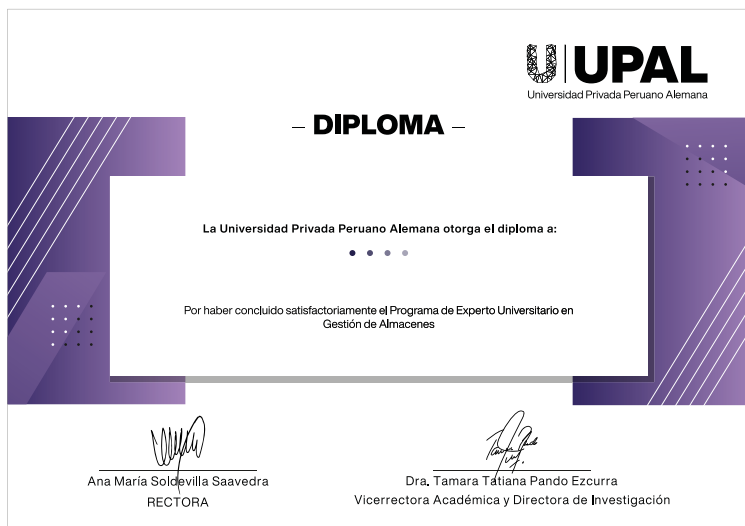 UPAL
Universidad Privada Peruano Alemana
– DIPLOMA –
La Universidad Privada Peruano Alemana otorga el diploma a:
Por haber concluido satisfactoriamente el Programa de Experto Universitario en
Gestión de Almacenes
Ana María Soldevilla Saavedra
RECTORA
Dra. Tamara Tatiana Pando Ezcurra
Vicerrectora Académica y Directora de Investigación